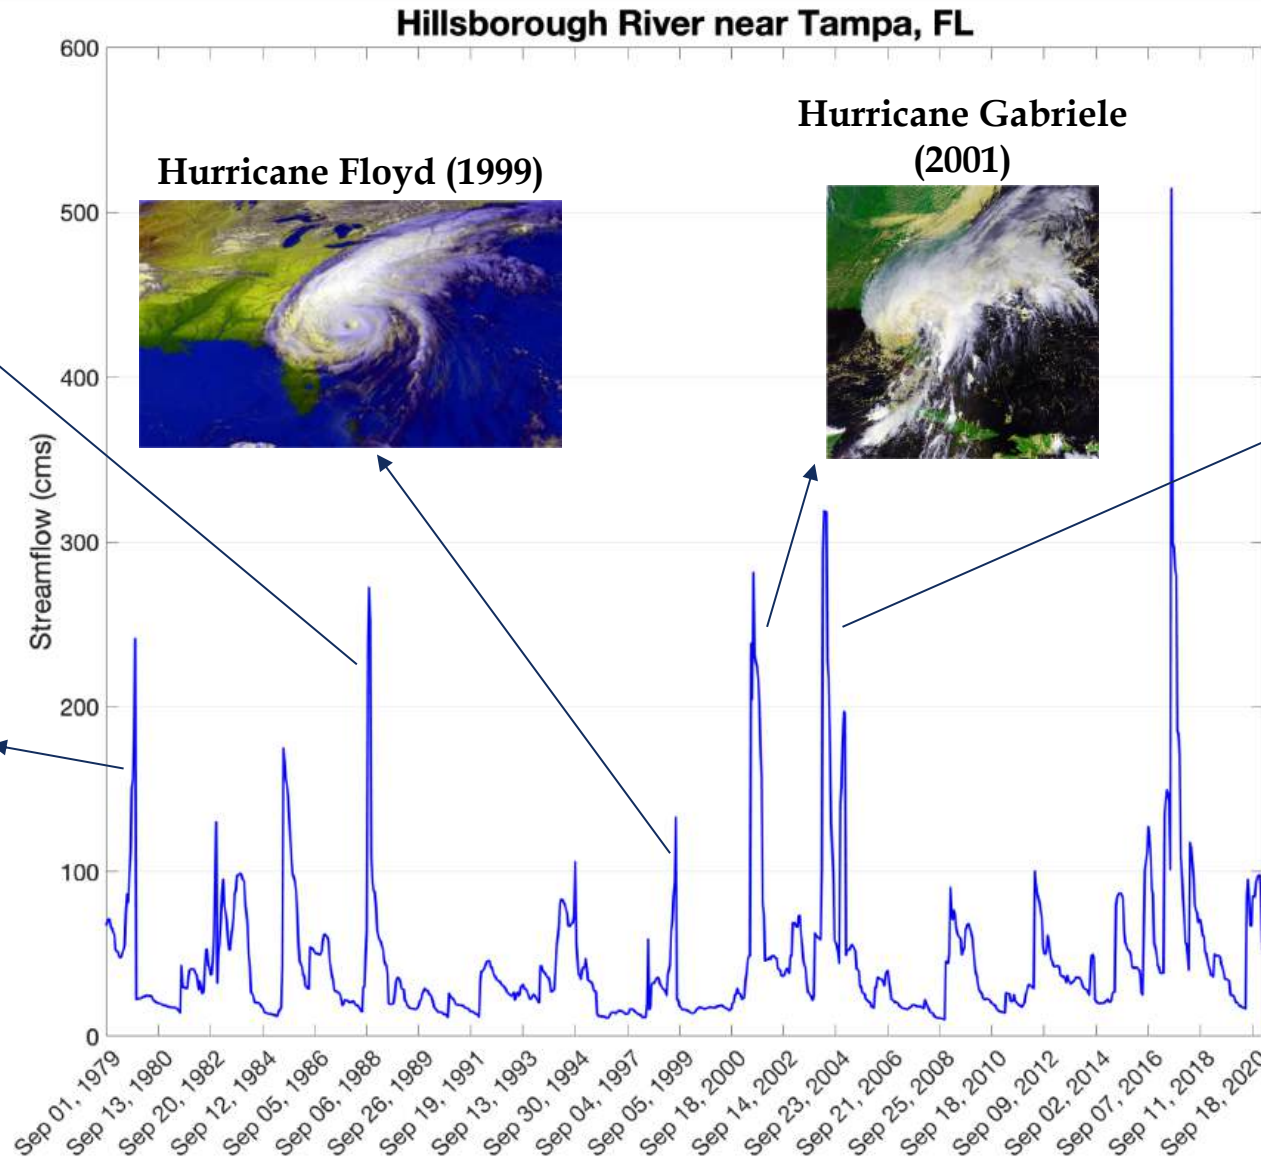 Hillsborough River near Tampa, FL
Hurricane Gabriele
(2001)
Hurricane Floyd (1999)
Streamflow (cms)
600
500
400
300
200
100
0
Sep 01, 1979
Sep 13, 1980
Sep 20, 1982
Sep 12, 1984
Sep 05, 1986
Sep 06, 1988
Sep 26, 1989
Sep 19, 1991
Sep 13, 1993
Sep 30, 1994
Sep 04, 1997
Sep 05, 1999
Sep 18, 2000
Sep 14, 2002
Sep 23, 2004
Sep 21, 2006
Sep 25, 2008
Sep 18, 2010
Sep 09, 2012
Sep 02, 2014
Sep 07, 2016
Sep 11, 2018
Sep 18, 2020